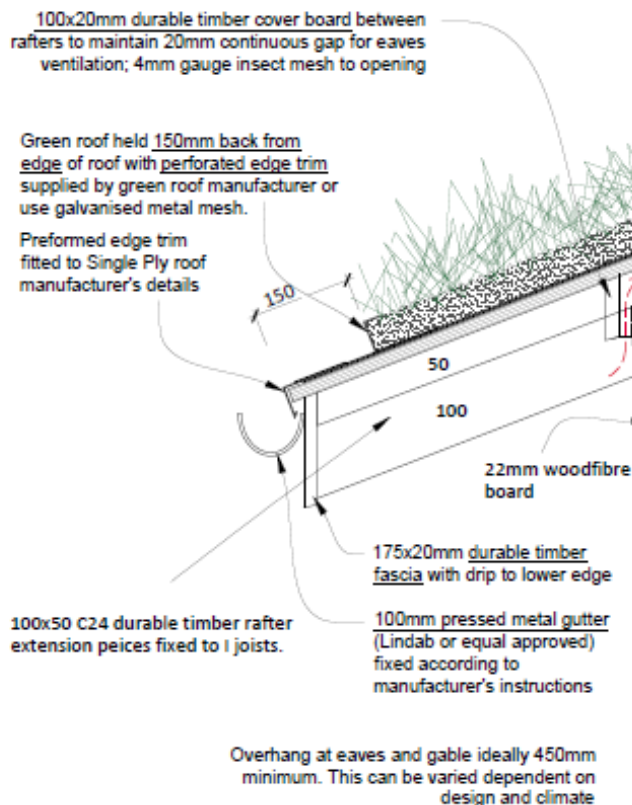 100x20mm durable timber cover board between
rafters to maintain 20mm continuous gap for eaves
ventilation; 4mm gauge insect mesh to opening
Green roof held 150mm back from
edge of roof with perforated edge trim
supplied by green roof manufacturer or
use galvanised metal mesh.
Preformed edge trim
fitted to Single Ply roof
manufacturer's details
150
50
100
22mm woodfibre
board
175x20mm durable timber
fascia with drip to lower edge
100x50 C24 durable timber rafter
extension peices fixed to I joists.
100mm pressed metal gutter
(Lindab or equal approved)
fixed according to
manufacturer's instructions
Overhang at eaves and gable ideally 450mm
minimum. This can be varied dependent on
design and climate